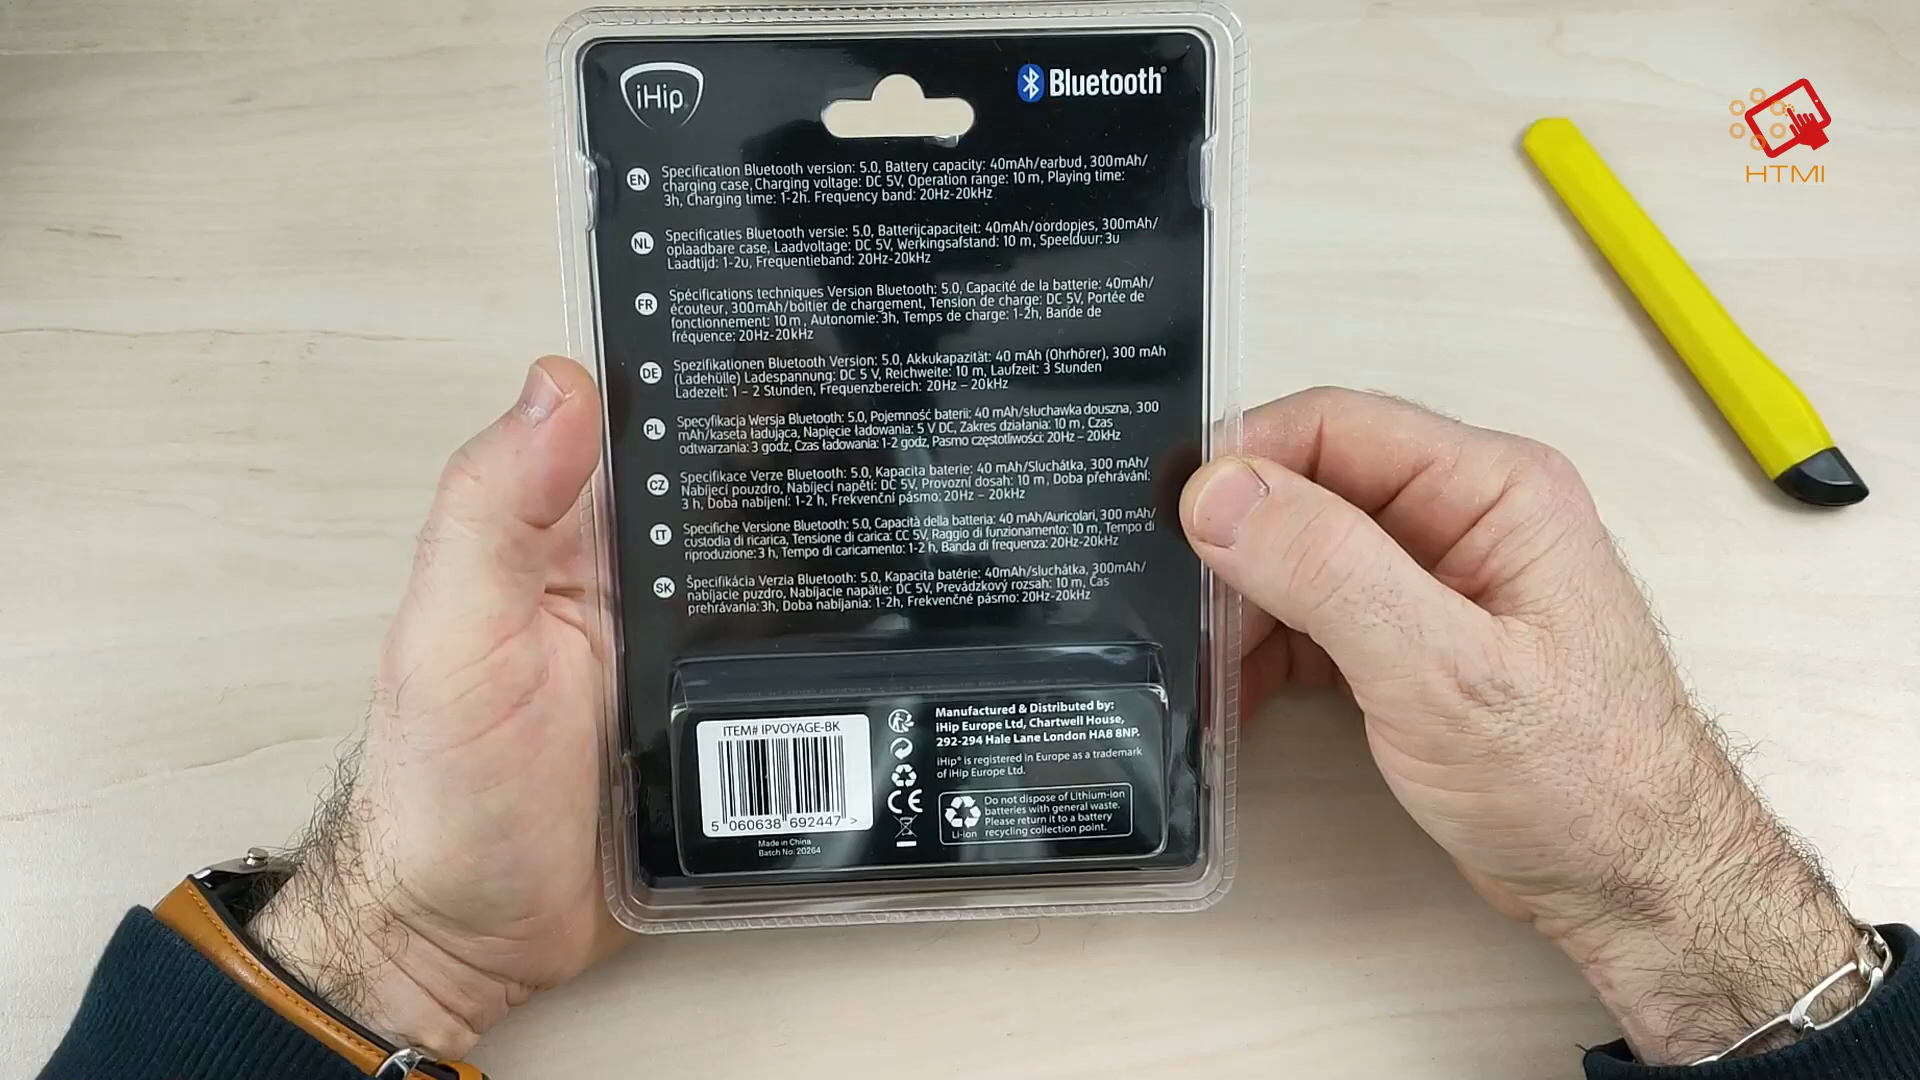 iHip
Bluetooth®
HTMI
EN
Specification Bluetooth version: 5.0, Battery capacity: 40mAh/earbud, 300mAh/
charging case, Charging voltage: DC 5V, Operation range: 10 m, Playing time:
3h, Charging time: 1-2h. Frequency band: 20Hz-20kHz
NL
Specificaties Bluetooth versie: 5.0, Batterijcapaciteit: 40mAh/oordopjes, 300mAh/
oplaadbare case, Laadvoltage: DC 5V, Werkingsafstand: 10 m, Speelduur: 3u
Laadtijd: 1-2u, Frequentieband: 20Hz-20kHz
FR
Spécifications techniques Version Bluetooth: 5.0, Capacité de la batterie: 40mAh/
écouteur, 300mAh/boitier de chargement, Tension de charge: DC 5V, Portée de
fonctionnement: 10 m, Autonomie: 3h, Temps de charge: 1-2h, Bande de
fréquence: 20Hz-20kHz
DE
Spezifikationen Bluetooth Version: 5.0, Akkukapazität: 40 mAh (Ohrhörer), 300 mAh
(Ladehülle) Ladespannung: DC 5 V, Reichweite: 10 m, Laufzeit: 3 Stunden
Ladezeit: 1 – 2 Stunden, Frequenzbereich: 20Hz – 20kHz
PL
Specyfikacja Wersja Bluetooth: 5.0, Pojemność baterii: 40 mAh/słuchawka douszna, 300
mAh/kaseta ładująca, Napięcie ładowania: 5 V DC, Zakres działania: 10 m, Czas
odtwarzania: 3 godz, Czas ładowania: 1-2 godz, Pasmo częstotliwości: 20Hz – 20kHz
CZ
Specifikace Verze Bluetooth: 5.0, Kapacita baterie: 40 mAh/Sluchátka, 300 mAh/
Nabíjecí pouzdro, Nabíjecí napětí: DC 5V, Provozní dosah: 10 m, Doba přehrávání:
3 h, Doba nabíjení: 1-2 h, Frekvenční pásmo: 20Hz – 20kHz
IT
Specifiche Versione Bluetooth: 5.0, Capacità della batteria: 40 mAh/Auricolari, 300 mAh/
custodia di ricarica, Tensione di carica: CC 5V, Raggio di funzionamento: 10 m, Tempo di
riproduzione: 3 h, Tempo di caricamento: 1-2 h, Banda di frequenza: 20Hz-20kHz
SK
Špecifikácia Verzia Bluetooth: 5.0, Kapacita batérie: 40mAh/sluchátka, 300mAh/
nabíjacie puzdro, Nabíjacie napätie: DC 5V, Prevádzkový rozsah: 10 m, Čas
prehrávania: 3h, Doba nabíjania: 1-2h, Frekvenčné pásmo: 20Hz-20kHz
ITEM# IPVOYAGE-BK
5 060638 692447 >
Made in China
Batch No: 20264
CE
Manufactured & Distributed by:
iHip Europe Ltd, Chartwell House,
292-294 Hale Lane London HA8 8NP.
iHip® is registered in Europe as a trademark
of iHip Europe Ltd.
Do not dispose of Lithium-ion
batteries with general waste.
Please return it to a battery
recycling collection point.
Li-ion